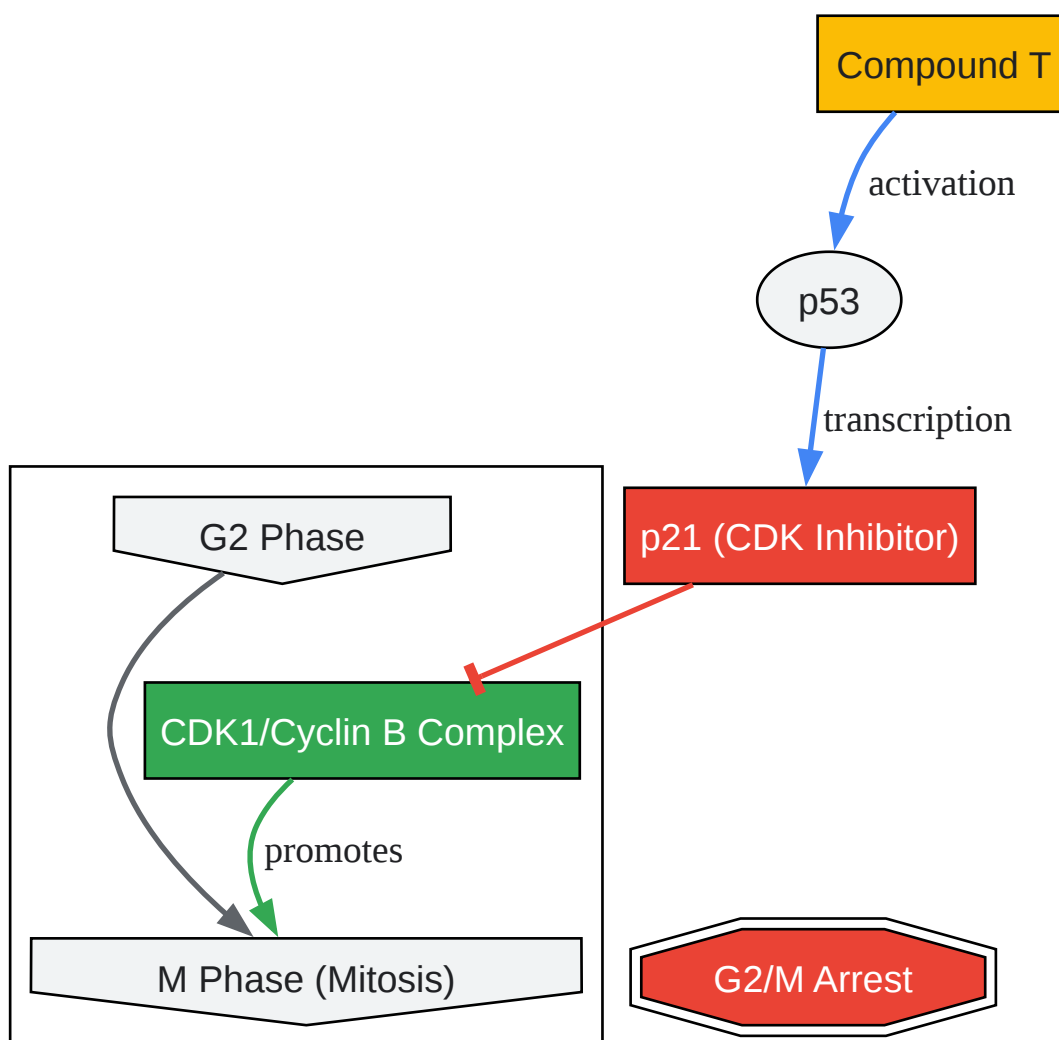 Compound T
activation
p53
transcription
G2 Phase
p21 (CDK Inhibitor)
CDK1/Cyclin B Complex
promotes
M Phase (Mitosis)
G2/M Arrest